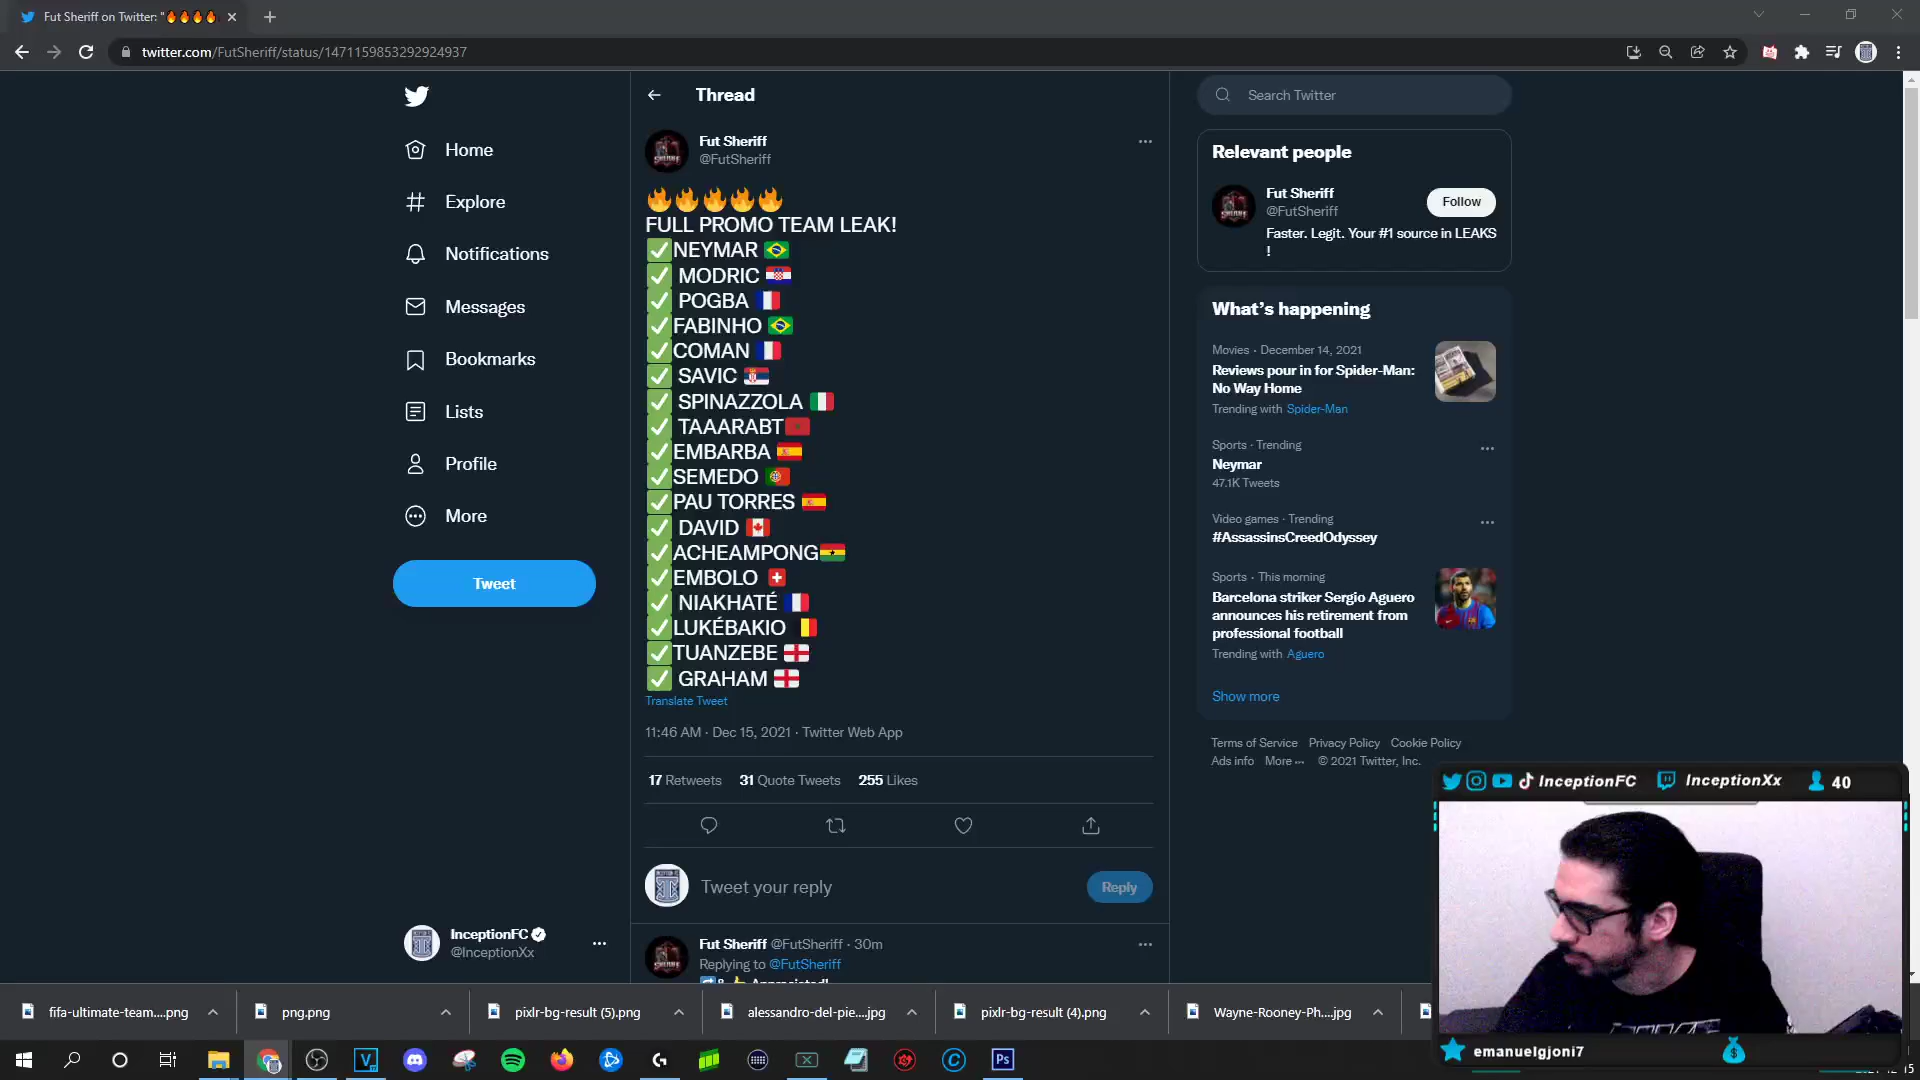 Fut Sheriff on Twitter: "🔥🔥🔥🔥
twitter.com/FutSheriff/status/1471159853292924937
Home
Explore
Notifications
Messages
Bookmarks
Lists
Profile
More
Tweet
InceptionFC
@InceptionXx
Thread
Fut Sheriff
@FutSheriff
🔥🔥🔥🔥🔥
FULL PROMO TEAM LEAK!
✅NEYMAR 🇧🇷
✅ MODRIC 🇭🇷
✅ POGBA 🇫🇷
✅FABINHO 🇧🇷
✅COMAN 🇫🇷
✅ SAVIC 🇷🇸
✅ SPINAZZOLA 🇮🇹
✅ TAAARABT🇲🇦
✅EMBARBA 🇪🇸
✅SEMEDO 🇵🇹
✅PAU TORRES 🇪🇸
✅ DAVID 🇨🇦
✅ACHEAMPONG🇬🇭
✅EMBOLO 🇨🇭
✅ NIAKHATÉ 🇫🇷
✅LUKÉBAKIO 🇧🇪
✅TUANZEBE 🏴󠁧󠁢󠁥󠁮󠁧󠁿
✅ GRAHAM 🏴󠁧󠁢󠁥󠁮󠁧󠁿
Translate Tweet
11:46 AM · Dec 15, 2021 · Twitter Web App
17 Retweets 31 Quote Tweets 255 Likes
Tweet your reply
Reply
Fut Sheriff @FutSheriff · 30m
Replying to @FutSheriff
Search Twitter
Relevant people
Fut Sheriff
@FutSheriff
Follow
Faster. Legit. Your #1 source in LEAKS
!
What's happening
Movies · December 14, 2021
Reviews pour in for Spider-Man:
No Way Home
Trending with Spider-Man
Sports · Trending
Neymar
47.1K Tweets
Video games · Trending
#AssassinsCreedOdyssey
Sports · This morning
Barcelona striker Sergio Aguero
announces his retirement from
professional football
Trending with Aguero
Show more
Terms of Service Privacy Policy Cookie Policy
Ads info More ··· © 2021 Twitter, Inc.
InceptionFC InceptionXx 40
emanuelgjoni7
fifa-ultimate-team....png
png.png
pixlr-bg-result (5).png
alessandro-del-pie....jpg
pixlr-bg-result (4).png
Wayne-Rooney-Ph....jpg
Ps